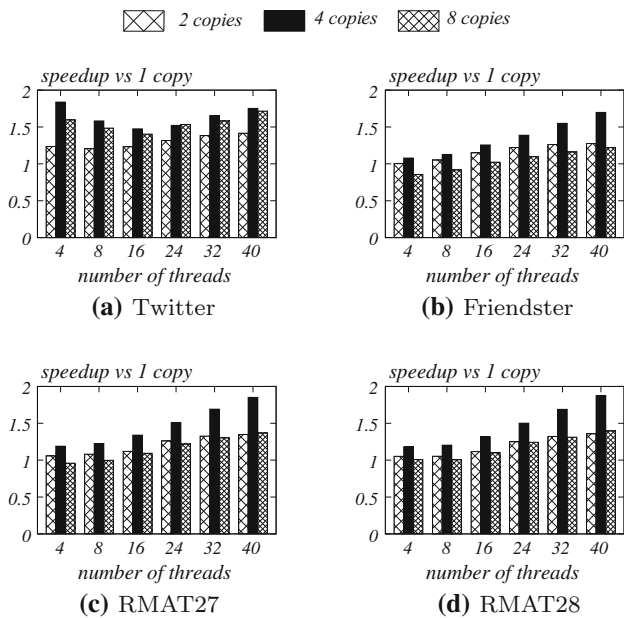 2 copies 4 copies 8 copies
speedup vs 1 copy
2
1.5
1
0.5
0
4 8 16 24 32 40
number of threads
(a) Twitter
speedup vs 1 copy
2
1.5
1
0.5
0
4 8 16 24 32 40
number of threads
(b) Friendster
speedup vs 1 copy
2
1.5
1
0.5
0
4 8 16 24 32 40
number of threads
(c) RMAT27
speedup vs 1 copy
2
1.5
1
0.5
0
4 8 16 24 32 40
number of threads
(d) RMAT28